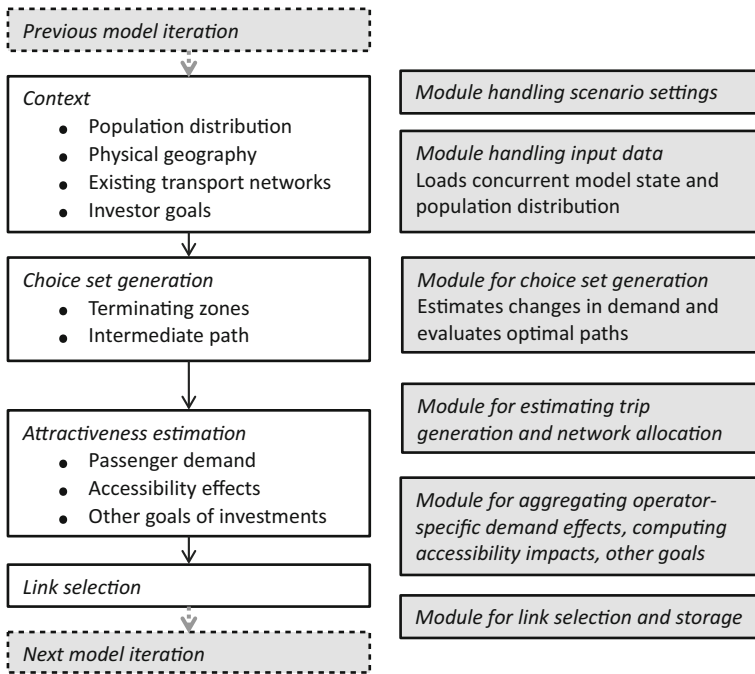 Previous model iteration
Context
● Population distribution
● Physical geography
● Existing transport networks
● Investor goals
Choice set generation
● Terminating zones
● Intermediate path
Attractiveness estimation
● Passenger demand
● Accessibility effects
● Other goals of investments
Link selection
Next model iteration
Module handling scenario settings
Module handling input data
Loads concurrent model state and
population distribution
Module for choice set generation
Estimates changes in demand and
evaluates optimal paths
Module for estimating trip
generation and network allocation
Module for aggregating operator-
specific demand effects, computing
accessibility impacts, other goals
Module for link selection and storage